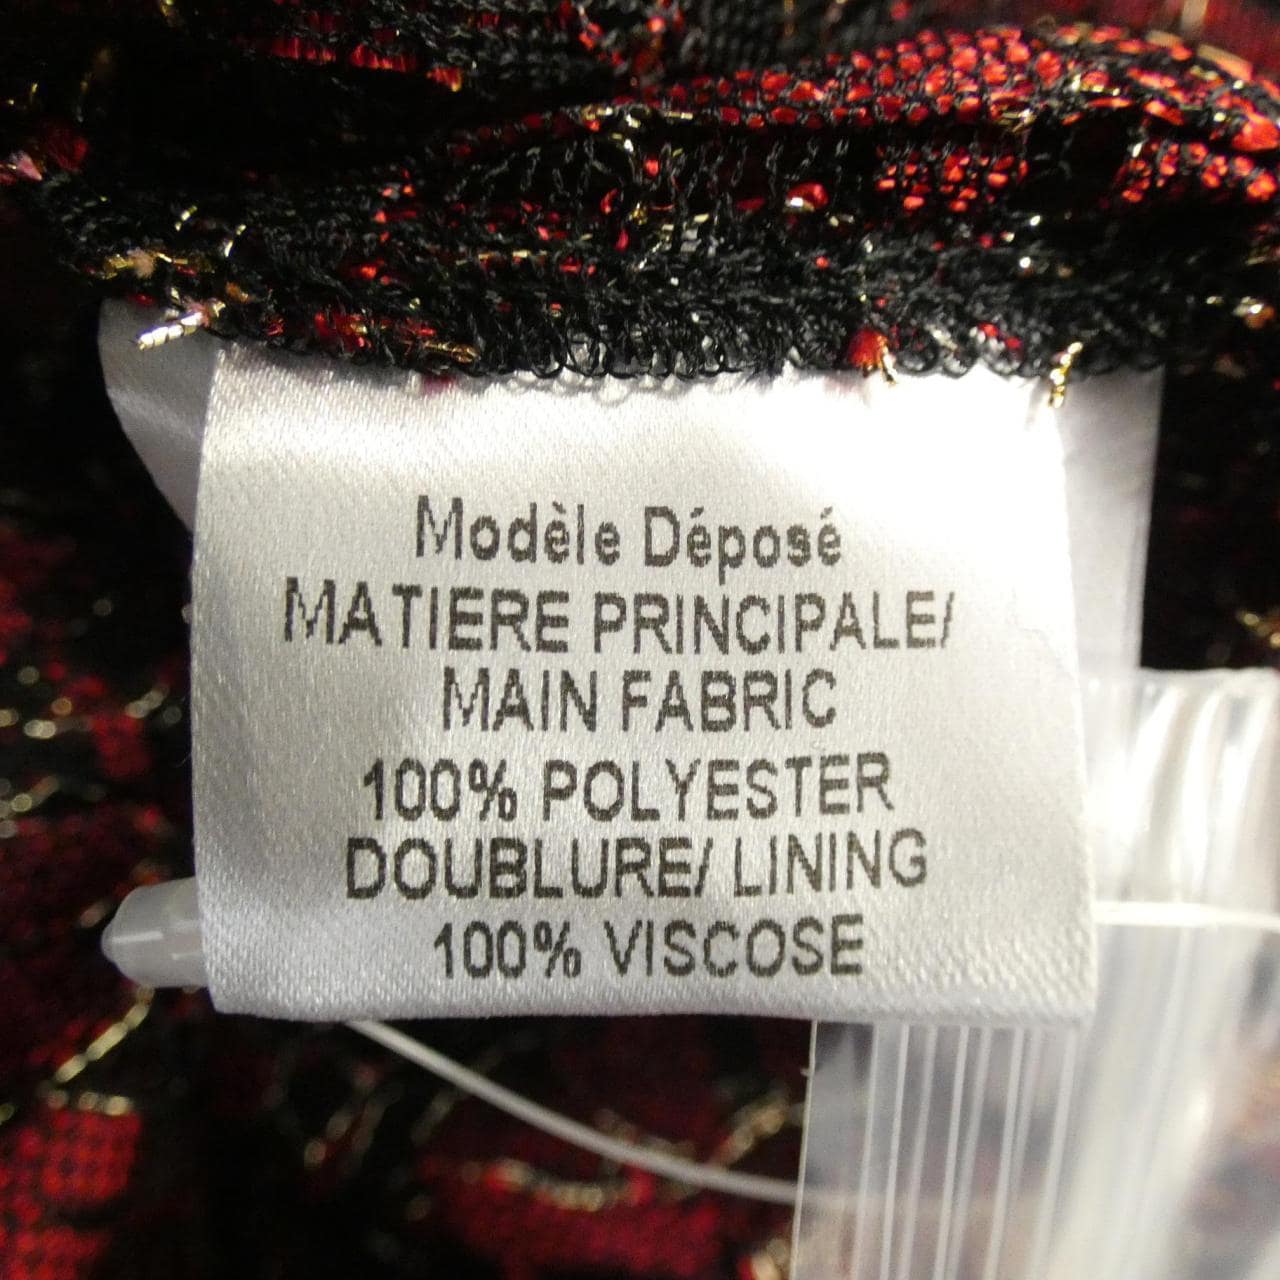 Modèle Déposé
MATIERE PRINCIPALE/
MAIN FABRIC
100% POLYESTER
DOUBLURE/ LINING
100% VISCOSE